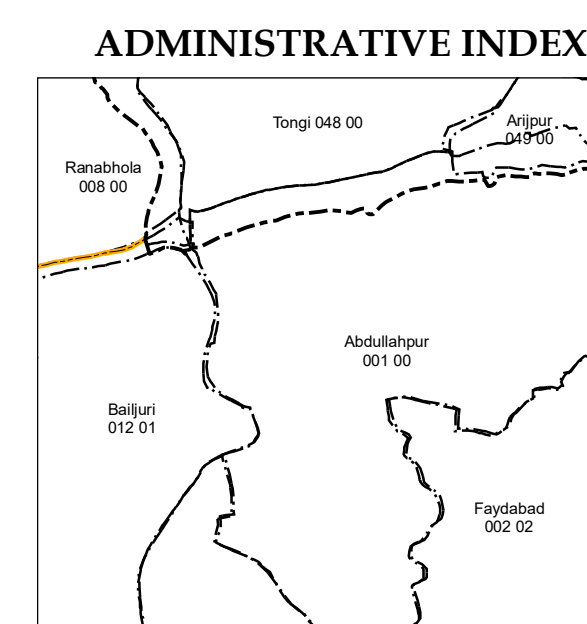 ADMINISTRATIVE INDEX
Tongi 048 00
Arijpur
049 00
Ranabhola
008 00
Abdullahpur
001 00
Bailjuri
012 01
Faydabad
002 02